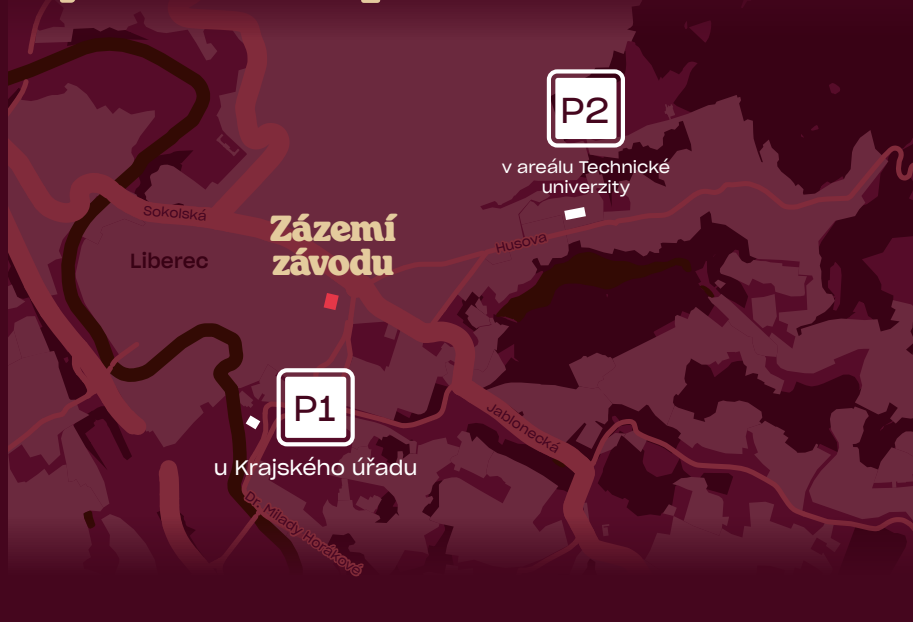 P2
v areálu Technické
univerzity
Sokolská
Zázemí
závodu
Husova
Liberec
P1
Jablonecká
u Krajského úřadu
Dr. Milady Horákové